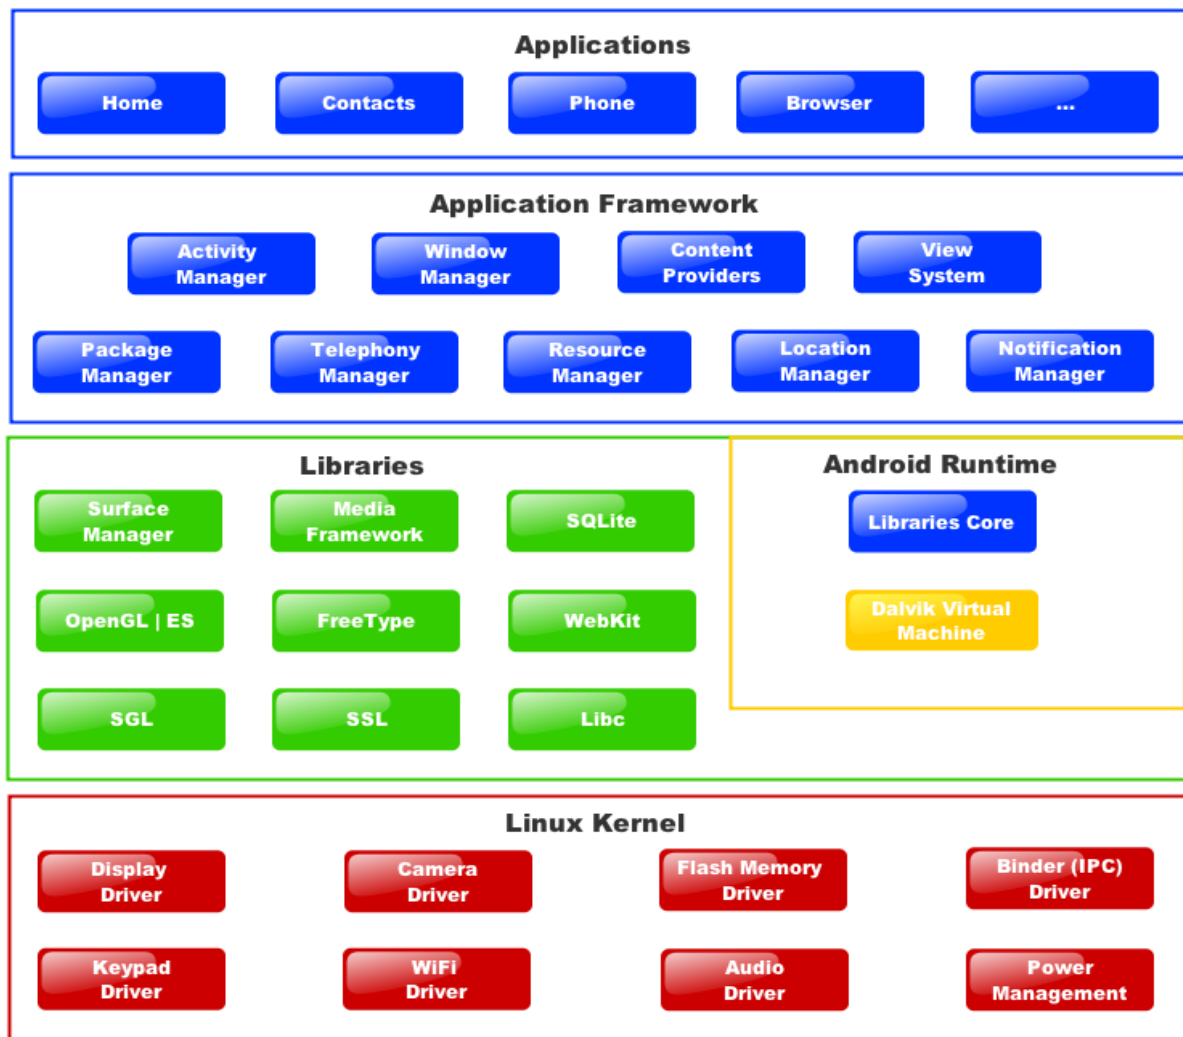 Applications
Home
Contacts
Phone
Browser
...
Application Framework
Activity
Manager
Window
Manager
Content
Providers
View
System
Package
Manager
Telephony
Manager
Resource
Manager
Location
Manager
Notification
Manager
Libraries
Surface
Manager
Media
Framework
SQLite
OpenGL | ES
FreeType
WebKit
SGL
SSL
Libc
Android Runtime
Libraries Core
Dalvik Virtual
Machine
Linux Kernel
Display
Driver
Camera
Driver
Flash Memory
Driver
Binder (IPC)
Driver
Keypad
Driver
WiFi
Driver
Audio
Driver
Power
Management